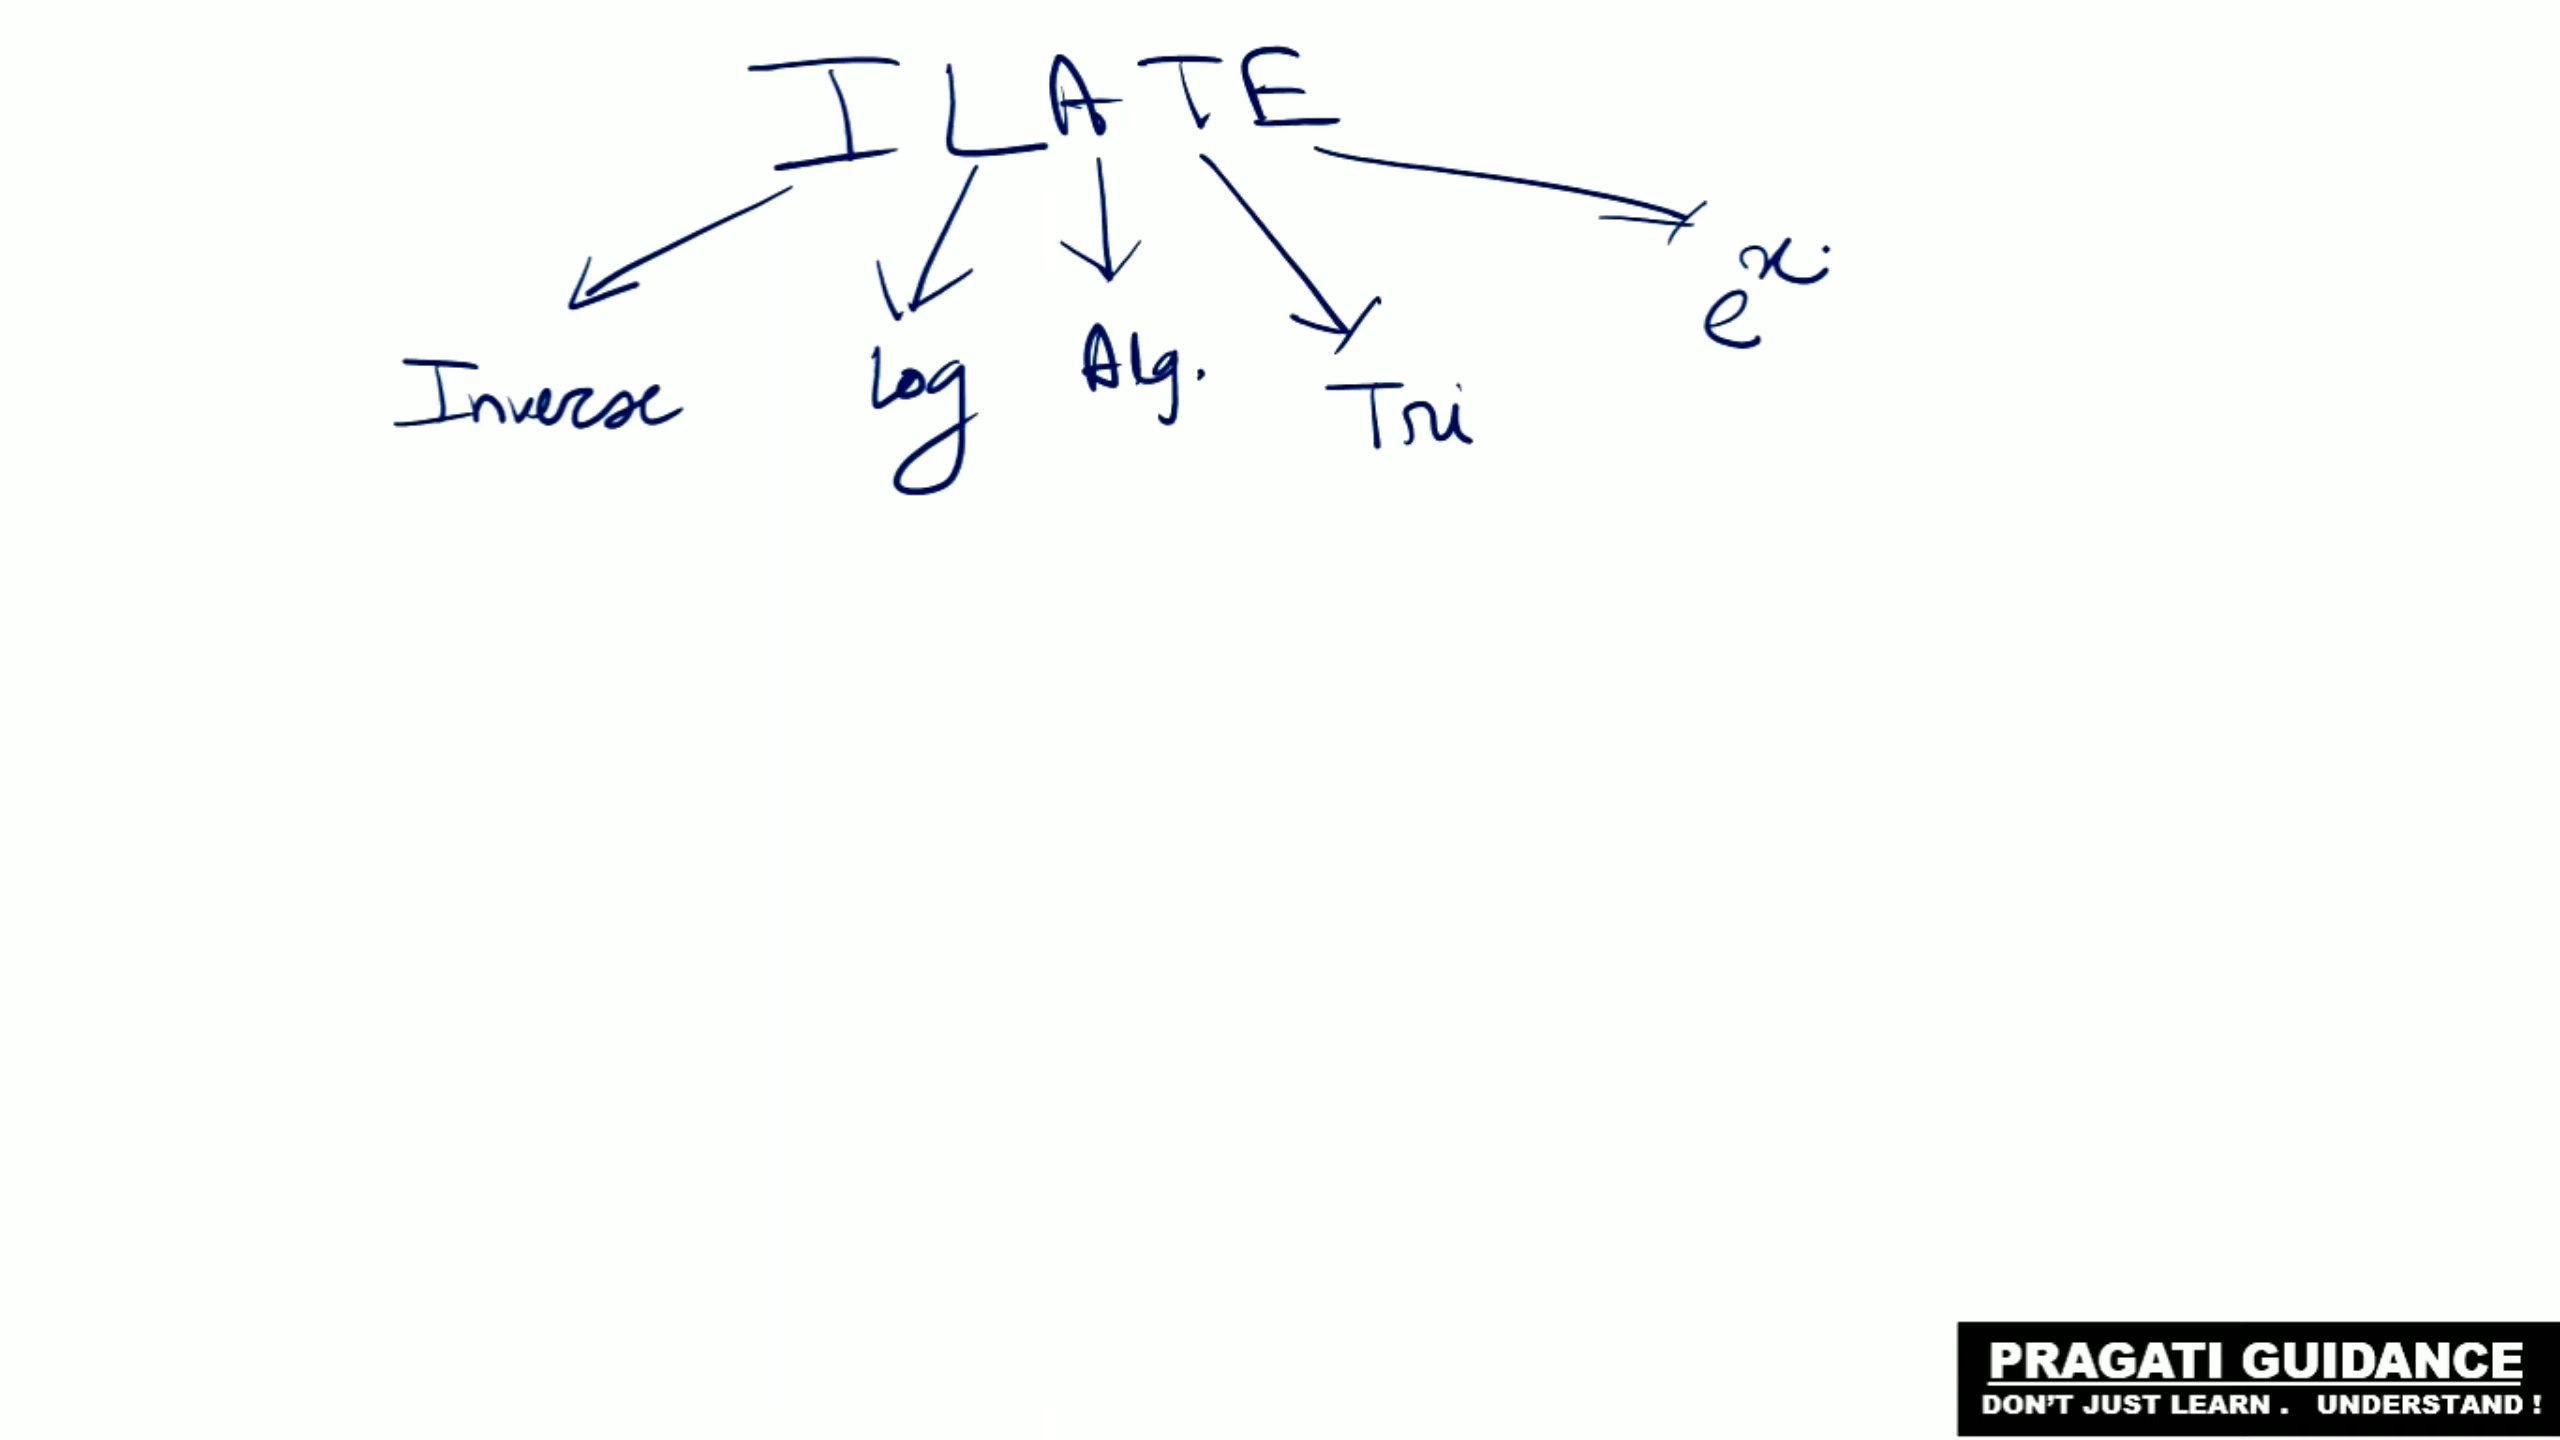 ILATE
Inverse Log Alg. Tri e^x
PRAGATI GUIDANCE
DON'T JUST LEARN . UNDERSTAND !